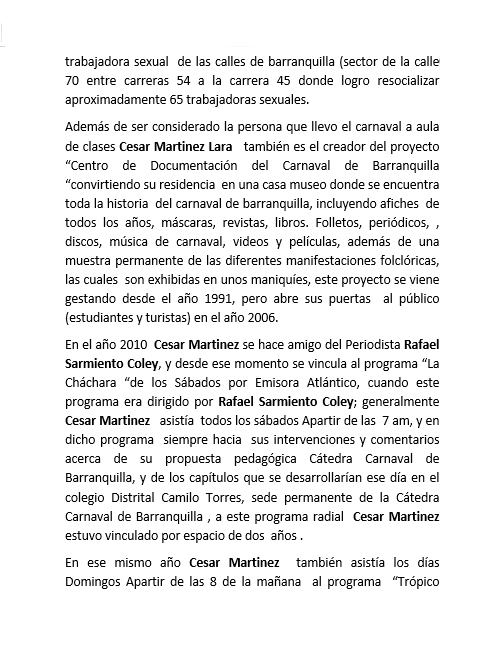 trabajadora sexual de las calles de barranquilla (sector de la calle
70 entre carreras 54 a la carrera 45 donde logro resocializar
aproximadamente 65 trabajadoras sexuales.
Además de ser considerado la persona que llevo el carnaval a aula
de clases Cesar Martinez Lara también es el creador del proyecto
“Centro de Documentación del Carnaval de Barranquilla
“convirtiendo su residencia en una casa museo donde se encuentra
toda la historia del carnaval de barranquilla, incluyendo afiches de
todos los años, máscaras, revistas, libros. Folletos, periódicos, ,
discos, música de carnaval, videos y películas, además de una
muestra permanente de las diferentes manifestaciones folclóricas,
las cuales son exhibidas en unos maniquíes, este proyecto se viene
gestando desde el año 1991, pero abre sus puertas al público
(estudiantes y turistas) en el año 2006.
En el año 2010 Cesar Martinez se hace amigo del Periodista Rafael
Sarmiento Coley, y desde ese momento se vincula al programa “La
Cháchara “de los Sábados por Emisora Atlántico, cuando este
programa era dirigido por Rafael Sarmiento Coley; generalmente
Cesar Martinez asistía todos los sábados Apartir de las 7 am, y en
dicho programa siempre hacia sus intervenciones y comentarios
acerca de su propuesta pedagógica Cátedra Carnaval de
Barranquilla, y de los capítulos que se desarrollarían ese día en el
colegio Distrital Camilo Torres, sede permanente de la Cátedra
Carnaval de Barranquilla , a este programa radial Cesar Martinez
estuvo vinculado por espacio de dos años .
En ese mismo año Cesar Martinez también asistía los días
Domingos Apartir de las 8 de la mañana al programa “Trópico